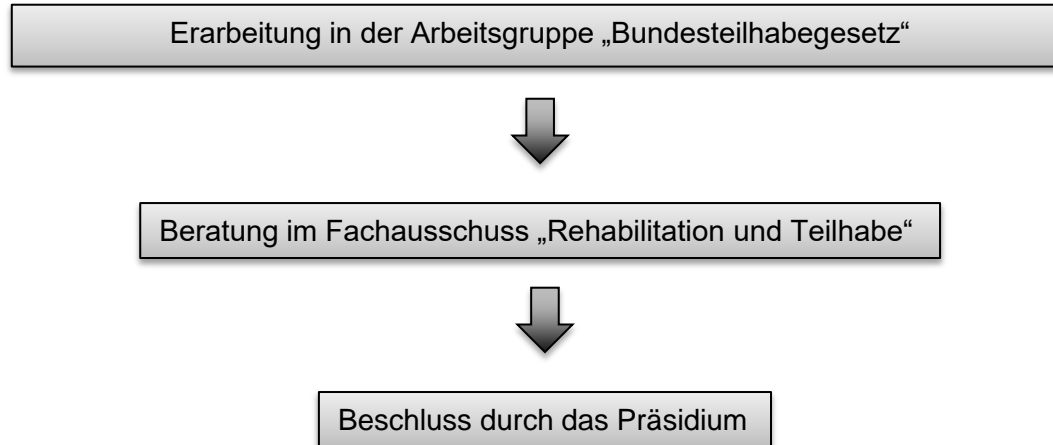 Erarbeitung in der Arbeitsgruppe „Bundesteilhabegesetz“
Beratung im Fachausschuss „Rehabilitation und Teilhabe“
Beschluss durch das Präsidium